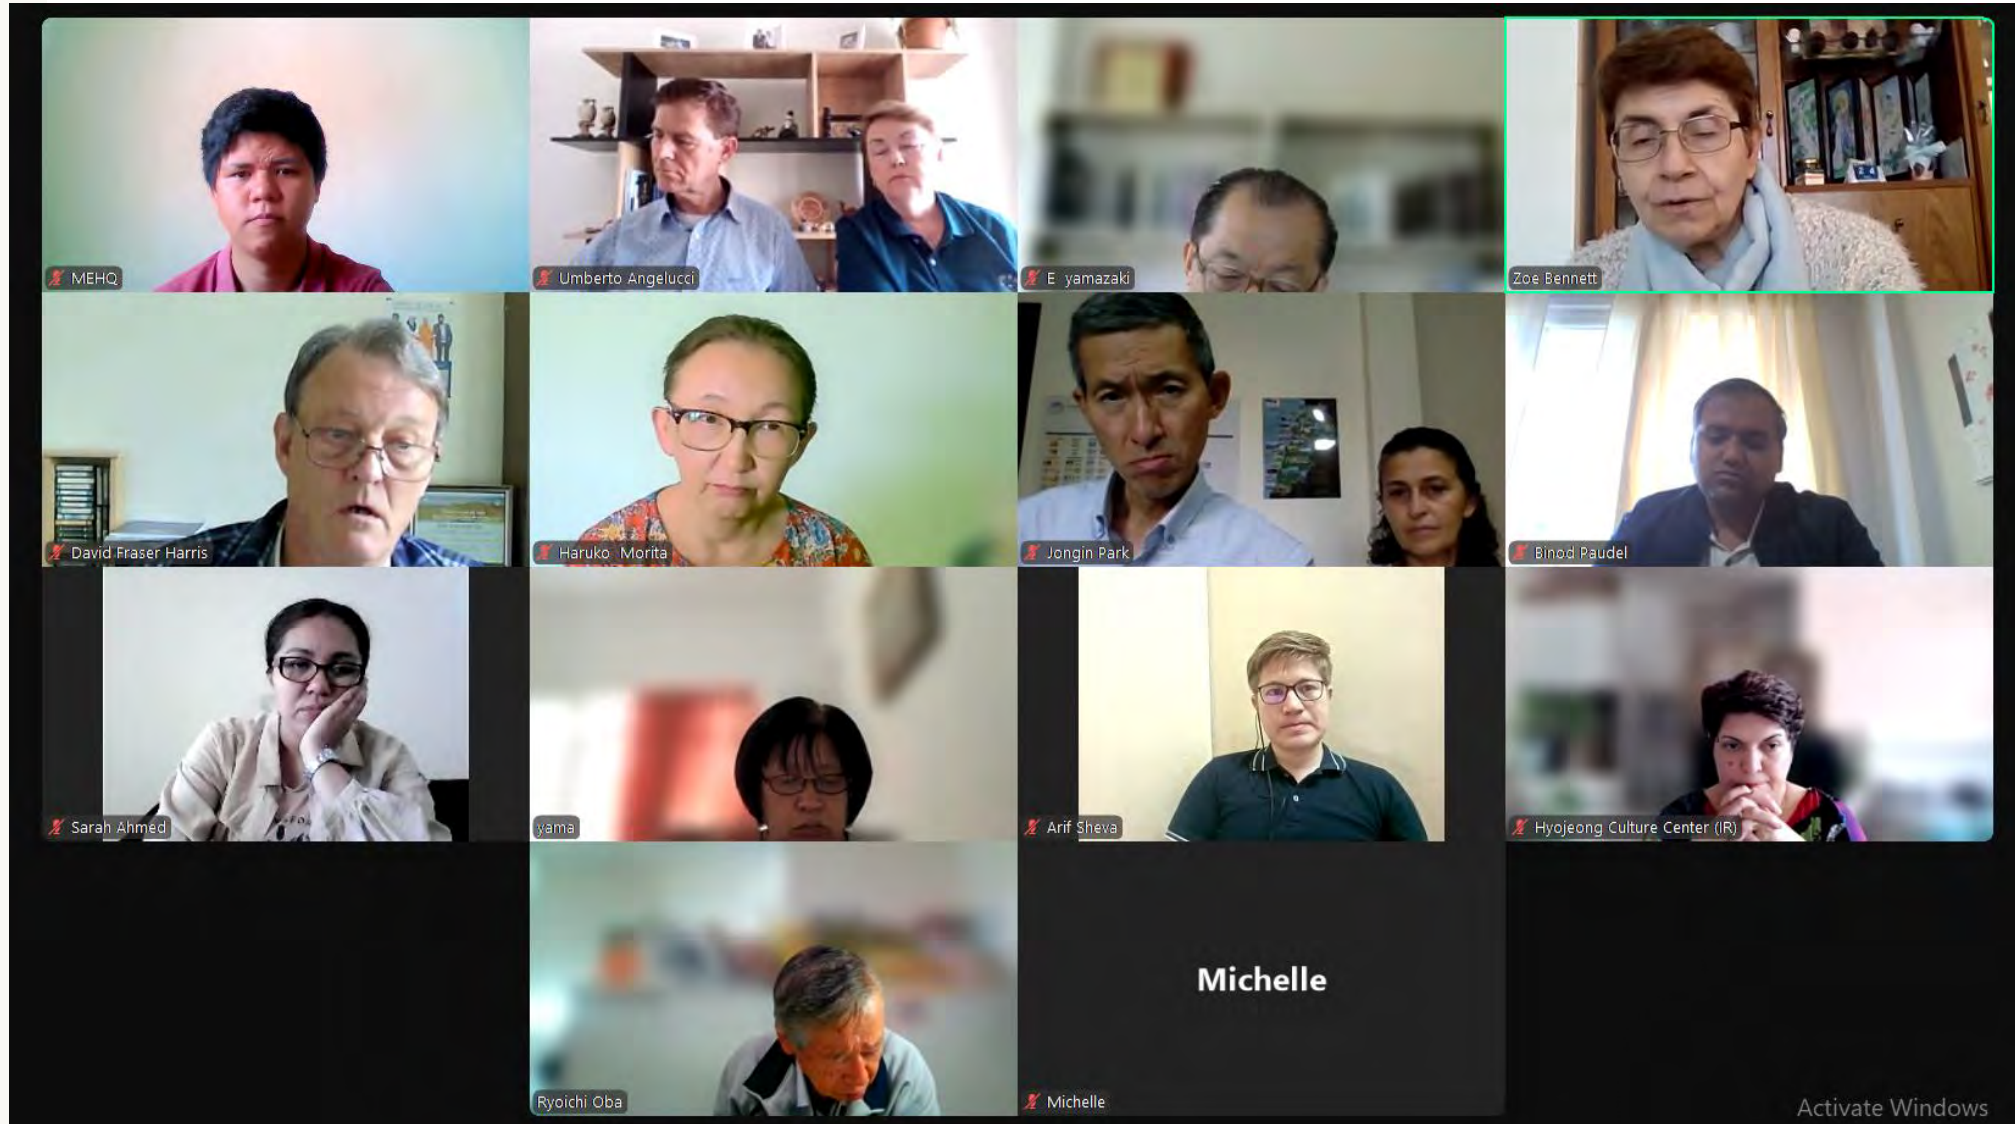 MEHQ
Umberto Angelucci
E yamazaki
Zoe Bennett
David Fraser Harris
Haruko Morita
Jongin Park
Binod Paudel
Sarah Ahmed
yama
Arif Sheva
Hyojeong Culture Center (IR)
Ryoichi Oba
Michelle
Michelle
Activate Windows